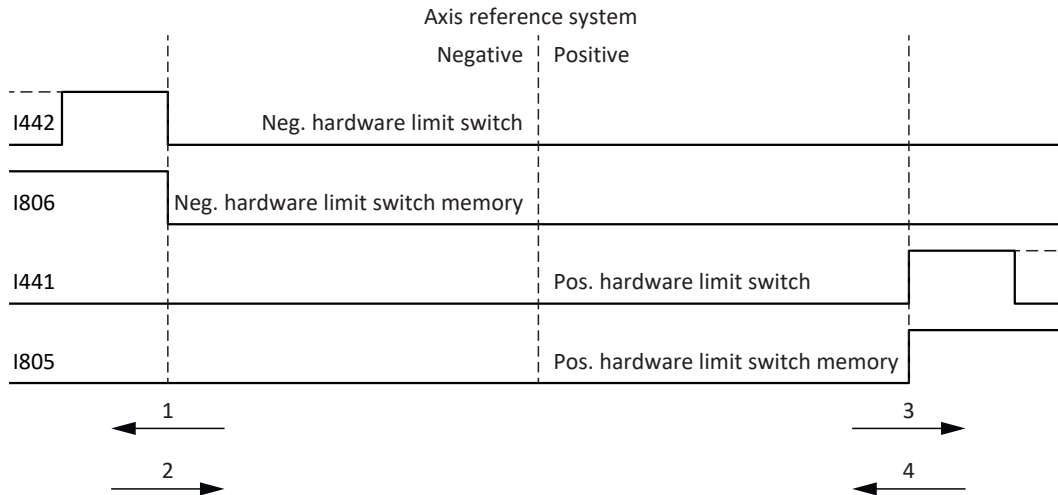 Axis reference system
Negative Positive
I442 Neg. hardware limit switch
I806 Neg. hardware limit switch memory
I441 Pos. hardware limit switch
I805 Pos. hardware limit switch memory
1 3
2 4